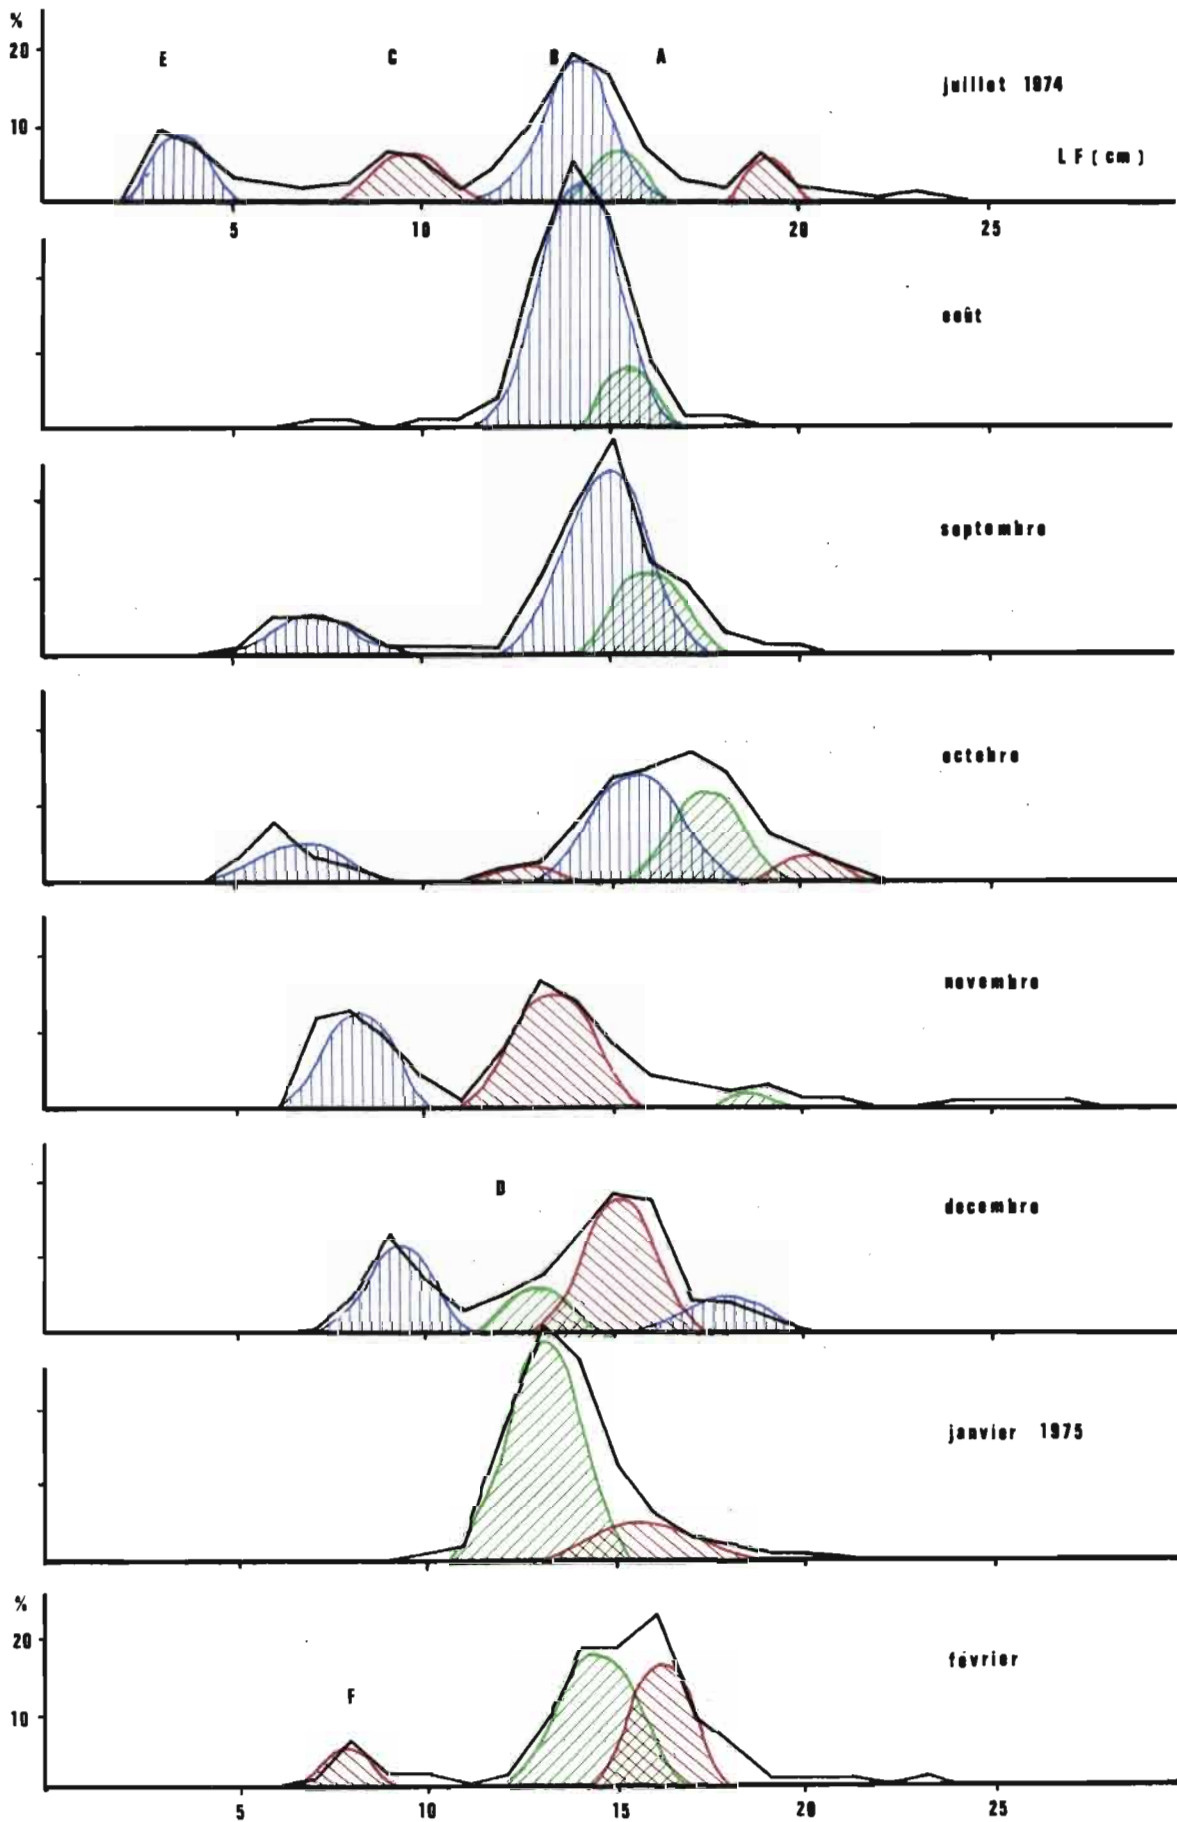 %
20
E C B A
juillet 1974
10
LF(cm)
5 10 20 25
août
septembre
octobre
novembre
D
decembre
janvier 1975
%
20
février
F
10
5 10 15 20 25